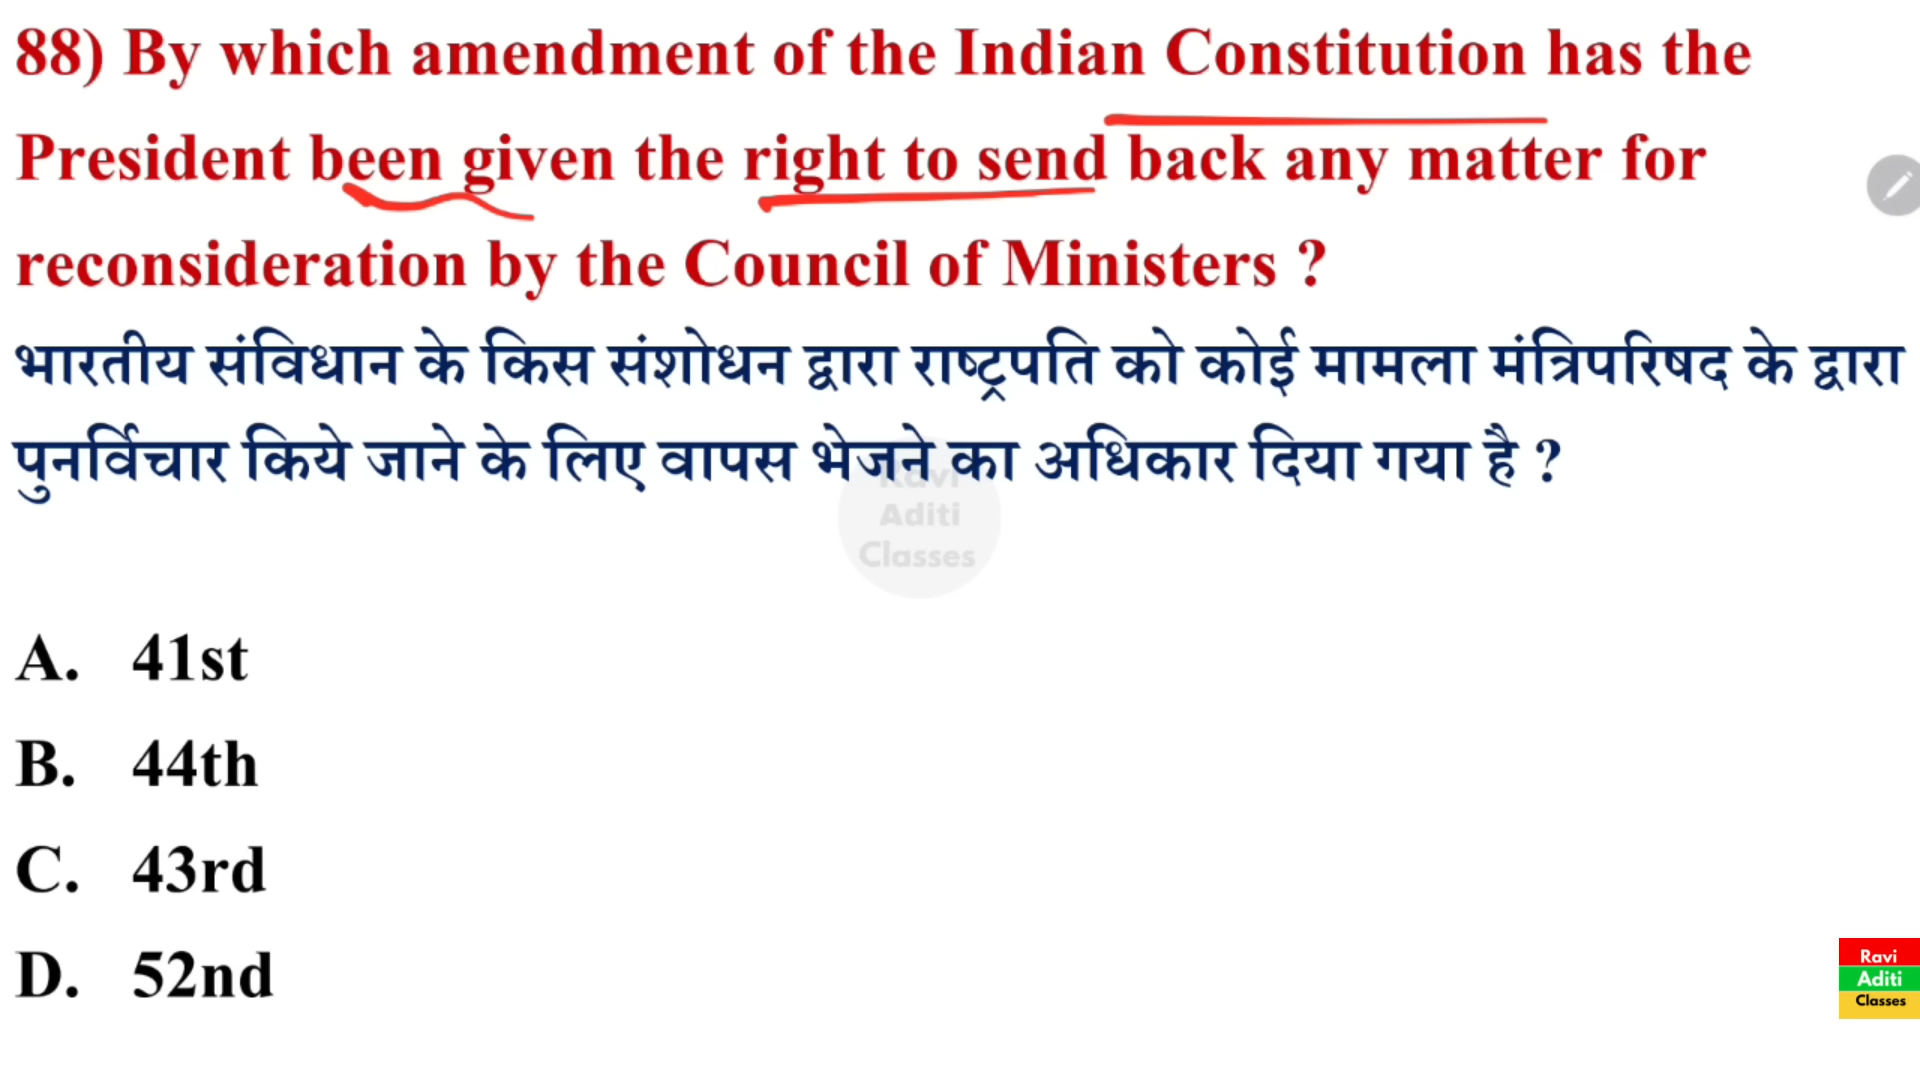 88) By which amendment of the Indian Constitution has the
President been given the right to send back any matter for
reconsideration by the Council of Ministers ?
भारतीय संविधान के किस संशोधन द्वारा राष्ट्रपति को कोई मामला मंत्रिपरिषद के द्वारा
पुनर्विचार किये जाने के लिए वापस भेजने का अधिकार दिया गया है ?
Ravi
Aditi
Classes
A. 41st
B. 44th
C. 43rd
D. 52nd
Ravi
Aditi
Classes